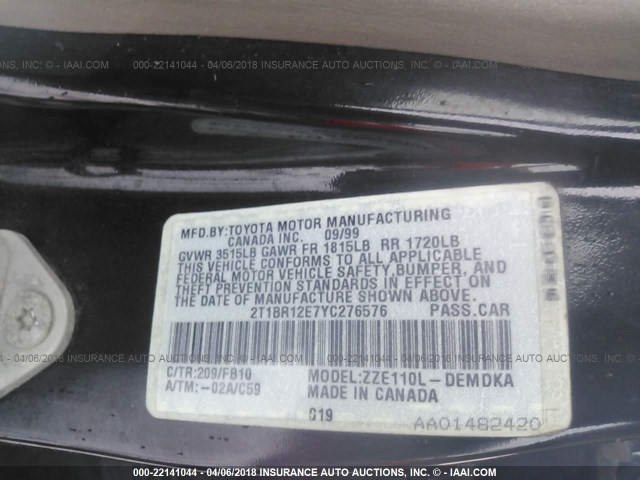 000-22141044 - 04/06/2018 INSURANCE AUTO AUCTIONS, INC. - IAAI.COM
MFD.BY:TOYOTA MOTOR MANUFACTURING
CANADA INC. 09/99
GVWR 3515LB GAWR FR 1815LB RR 1720LB
THIS VEHICLE CONFORMS TO ALL APPLICABLE
FEDERAL MOTOR VEHICLE SAFETY,BUMPER, AND
THEFT PREVENTION STANDARDS IN EFFECT ON
THE DATE OF MANUFACTURE SHOWN ABOVE.
2T1BR12E7YC276576 PASS.CAR
C/TR:209/FB10 MODEL:ZZE110L-DEMDKA
A/TM:-02A/C59 MADE IN CANADA
G19 AA01482420
000-22141044 - 04/06/2018 INSURANCE AUTO AUCTIONS, INC. - IAAI.COM